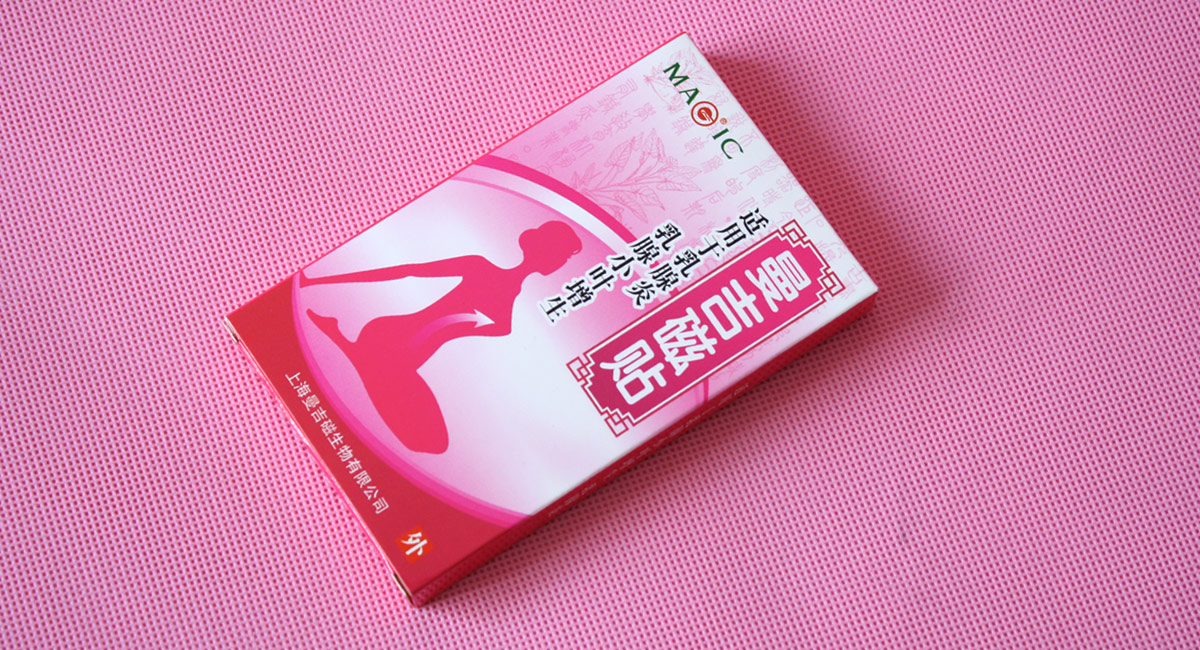 MAGIC®
曼吉磁贴
适用于乳腺炎
乳腺小叶增生
上海曼吉磁生物有限公司
外